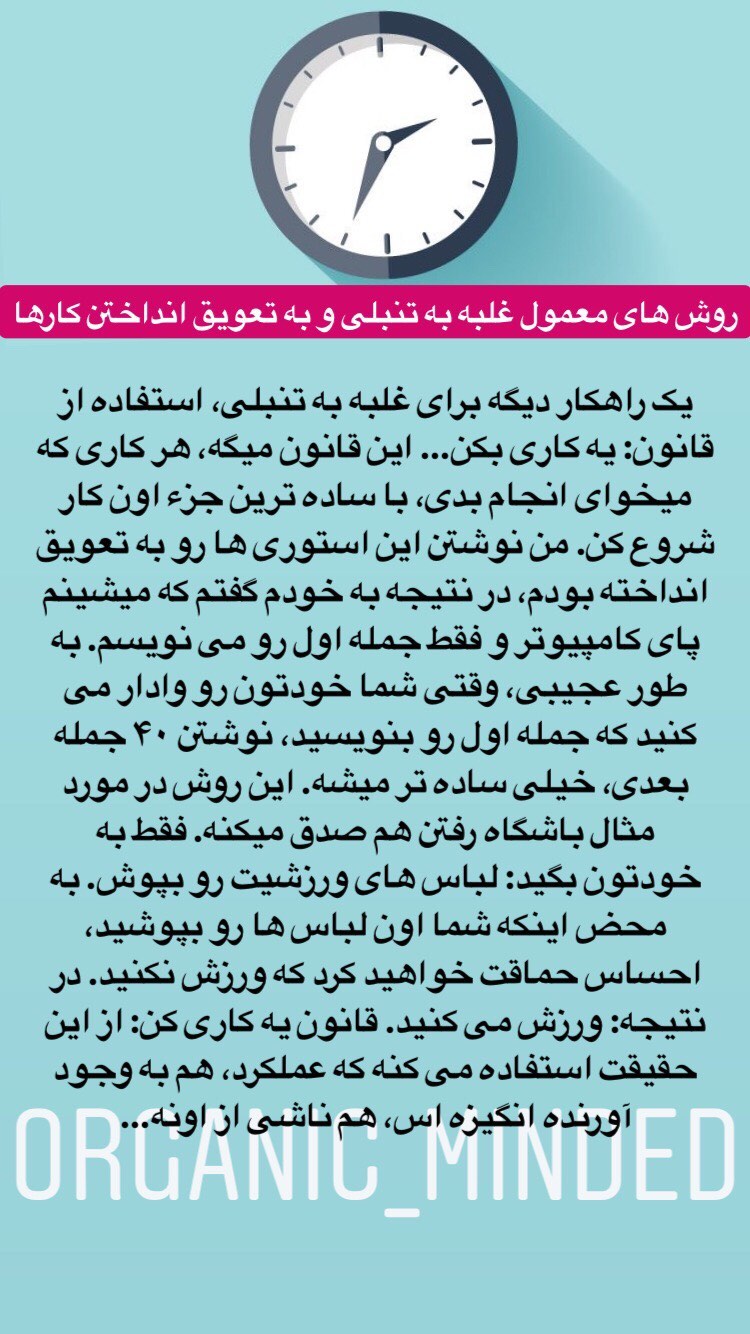 روش های معمول غلبه به تنبلی و به تعویق انداختن کارها
یک راهکار دیگه برای غلبه به تنبلی، استفاده از
قانون: یه کاری بکن... این قانون میگه، هر کاری که
میخوای انجام بدی، با ساده ترین جزء اون کار
شروع کن. من نوشتن این استوری ها رو به تعویق
انداخته بودم، در نتیجه به خودم گفتم که میشینم
پای کامپیوتر و فقط جمله اول رو می نویسم. به
طور عجیبی، وقتی شما خودتون رو وادار می
کنید که جمله اول رو بنویسید، نوشتن ۴۰ جمله
بعدی، خیلی ساده تر میشه. این روش در مورد
مثال باشگاه رفتن هم صدق میکنه. فقط به
خودتون بگید: لباس های ورزشیت رو بپوش. به
محض اینکه شما اون لباس ها رو بپوشید،
احساس حماقت خواهید کرد که ورزش نکنید. در
نتیجه: ورزش می کنید. قانون یه کاری کن: از این
حقیقت استفاده می کنه که عملکرد، هم به وجود
آورنده انگیزه اس، هم ناشی از اونه...
ORGANIC_MINDED